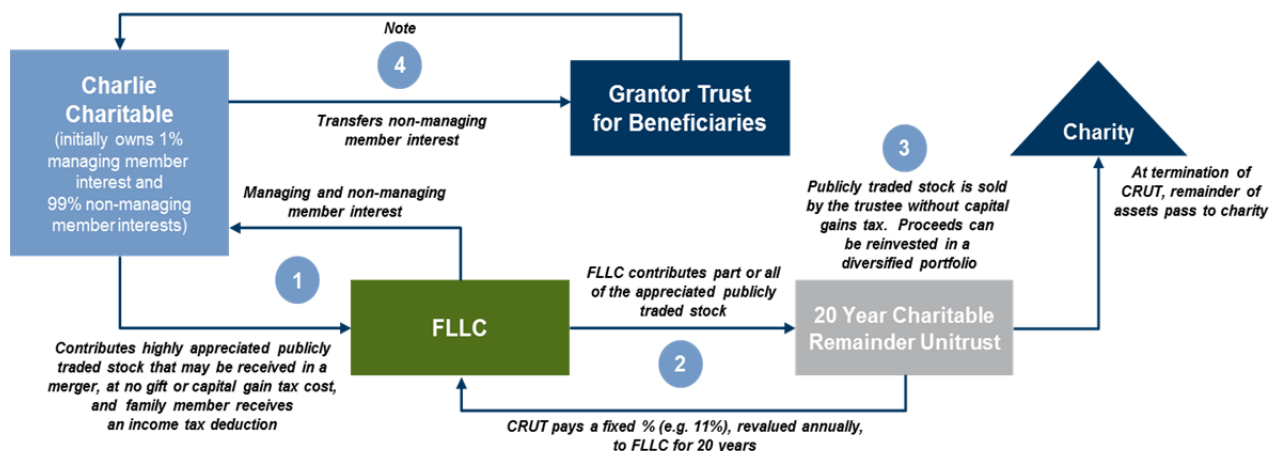 Note
4
Transfers non-managing
member interest
Charlie
Charitable
(initially owns 1%
managing member
interest and
99% non-managing
member interests)
Grantor Trust
for Beneficiaries
3
Publicly traded stock is sold
by the trustee without capital
gains tax. Proceeds can
be reinvested in a
diversified portfolio
Charity
At termination of
CRUT, remainder of
assets pass to charity
Managing and non-managing
member interest
1
Contributes highly appreciated publicly
traded stock that may be received in a
merger, at no gift or capital gain tax cost,
and family member receives
an income tax deduction
FLLC
FLLC contributes part or all
of the appreciated publicly
traded stock
2
20 Year Charitable
Remainder Unitrust
CRUT pays a fixed % (e.g. 11%), revalued annually,
to FLLC for 20 years